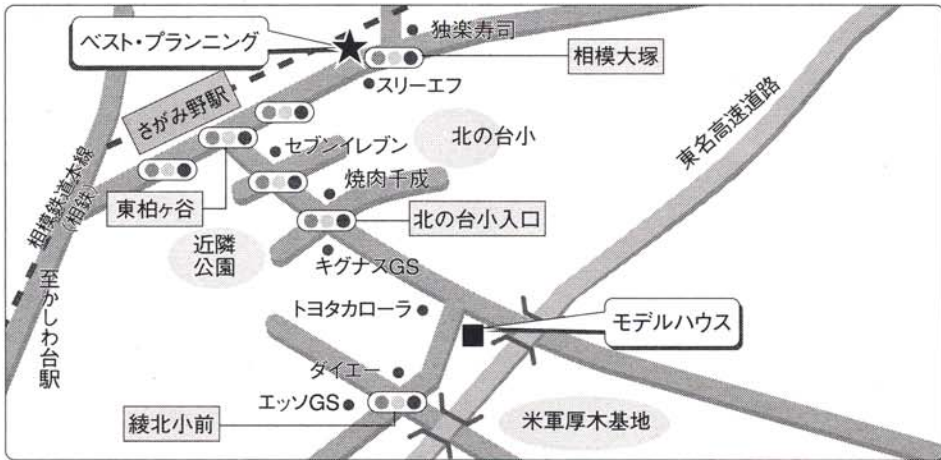 独楽寿司
ベスト・プランニング
相模大塚
スリーエフ
さがみ野駅
セブンイレブン
北の台小
東名高速道路
焼肉千成
相模鉄道本線
(相鉄)
東柏ヶ谷
北の台小入口
近隣
公園
キグナスGS
至かしわ台駅
トヨタカローラ
モデルハウス
ダイエー
エッソGS
綾北小前
米軍厚木基地